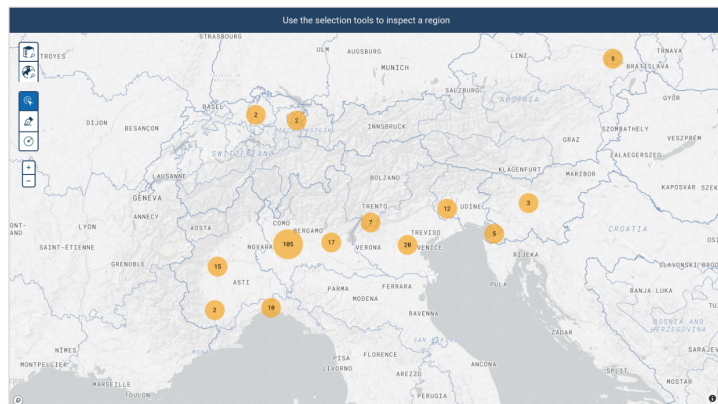 Use the selection tools to inspect a region
STRASBOURG
TROYES
ULM
AUGSBURG
LINZ
TRNAVA
5
MUNICH
BRATISLAVA
SALZBURG
AUSTRIA
GYŐR
BASEL
2
2
DIJON
BESANÇON
INNSBRUCK
SZOMBATHELY
GRAZ
VESZPRÉM
SWITZERLAND
ZALAEGERSZEG
KLAGENFURT
MARIBOR
LAUSANNE
BOLZANO
KAPOSVÁR
GENEVA
TRENTO
12
UDINE
3
ANNECY
AOSTA
COMO
7
LYON
BERGAMO
TREVISO
5
CROATIA
SAINT-ÉTIENNE
NOVARA
105
17
VERONA
20
VENICE
RIJEKA
GRENOBLE
15
ASTI
PARMA
FERRARA
PULA
BANJA LUKA
MODENA
2
10
RAVENNA
BOSNIA AND
HERZEGOVINA
ZADAR
NÎMES
PISA
FLORENCE
SARAJEV
MONTPELLIER
LIVORNO
AREZZO
ANCONA
SPLIT
MARSEILLE
MOSTAR
TOULON
PERUGIA
+
−